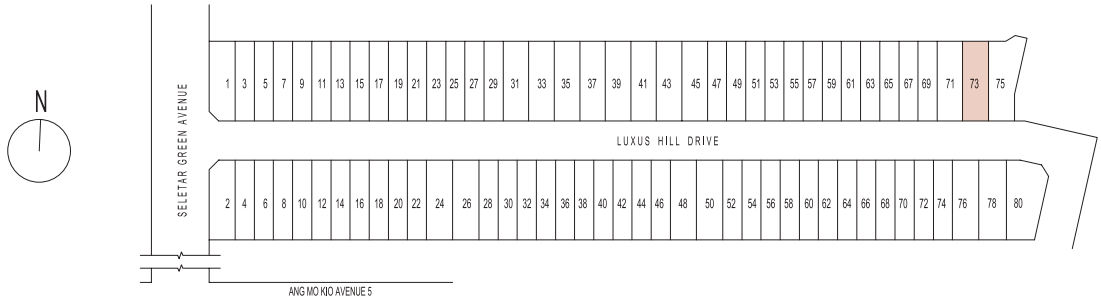 1 3 5 7 9 11 13 15 17 19 21 23 25 27 29 31 33 35 37 39 41 43 45 47 49 51 53 55 57 59 61 63 65 67 69 71 73 75
N
SELETAR GREEN AVENUE
LUXUS HILL DRIVE
2 4 6 8 10 12 14 16 18 20 22 24 26 28 30 32 34 36 38 40 42 44 46 48 50 52 54 56 58 60 62 64 66 68 70 72 74 76 78 80
ANG MO KIO AVENUE 5